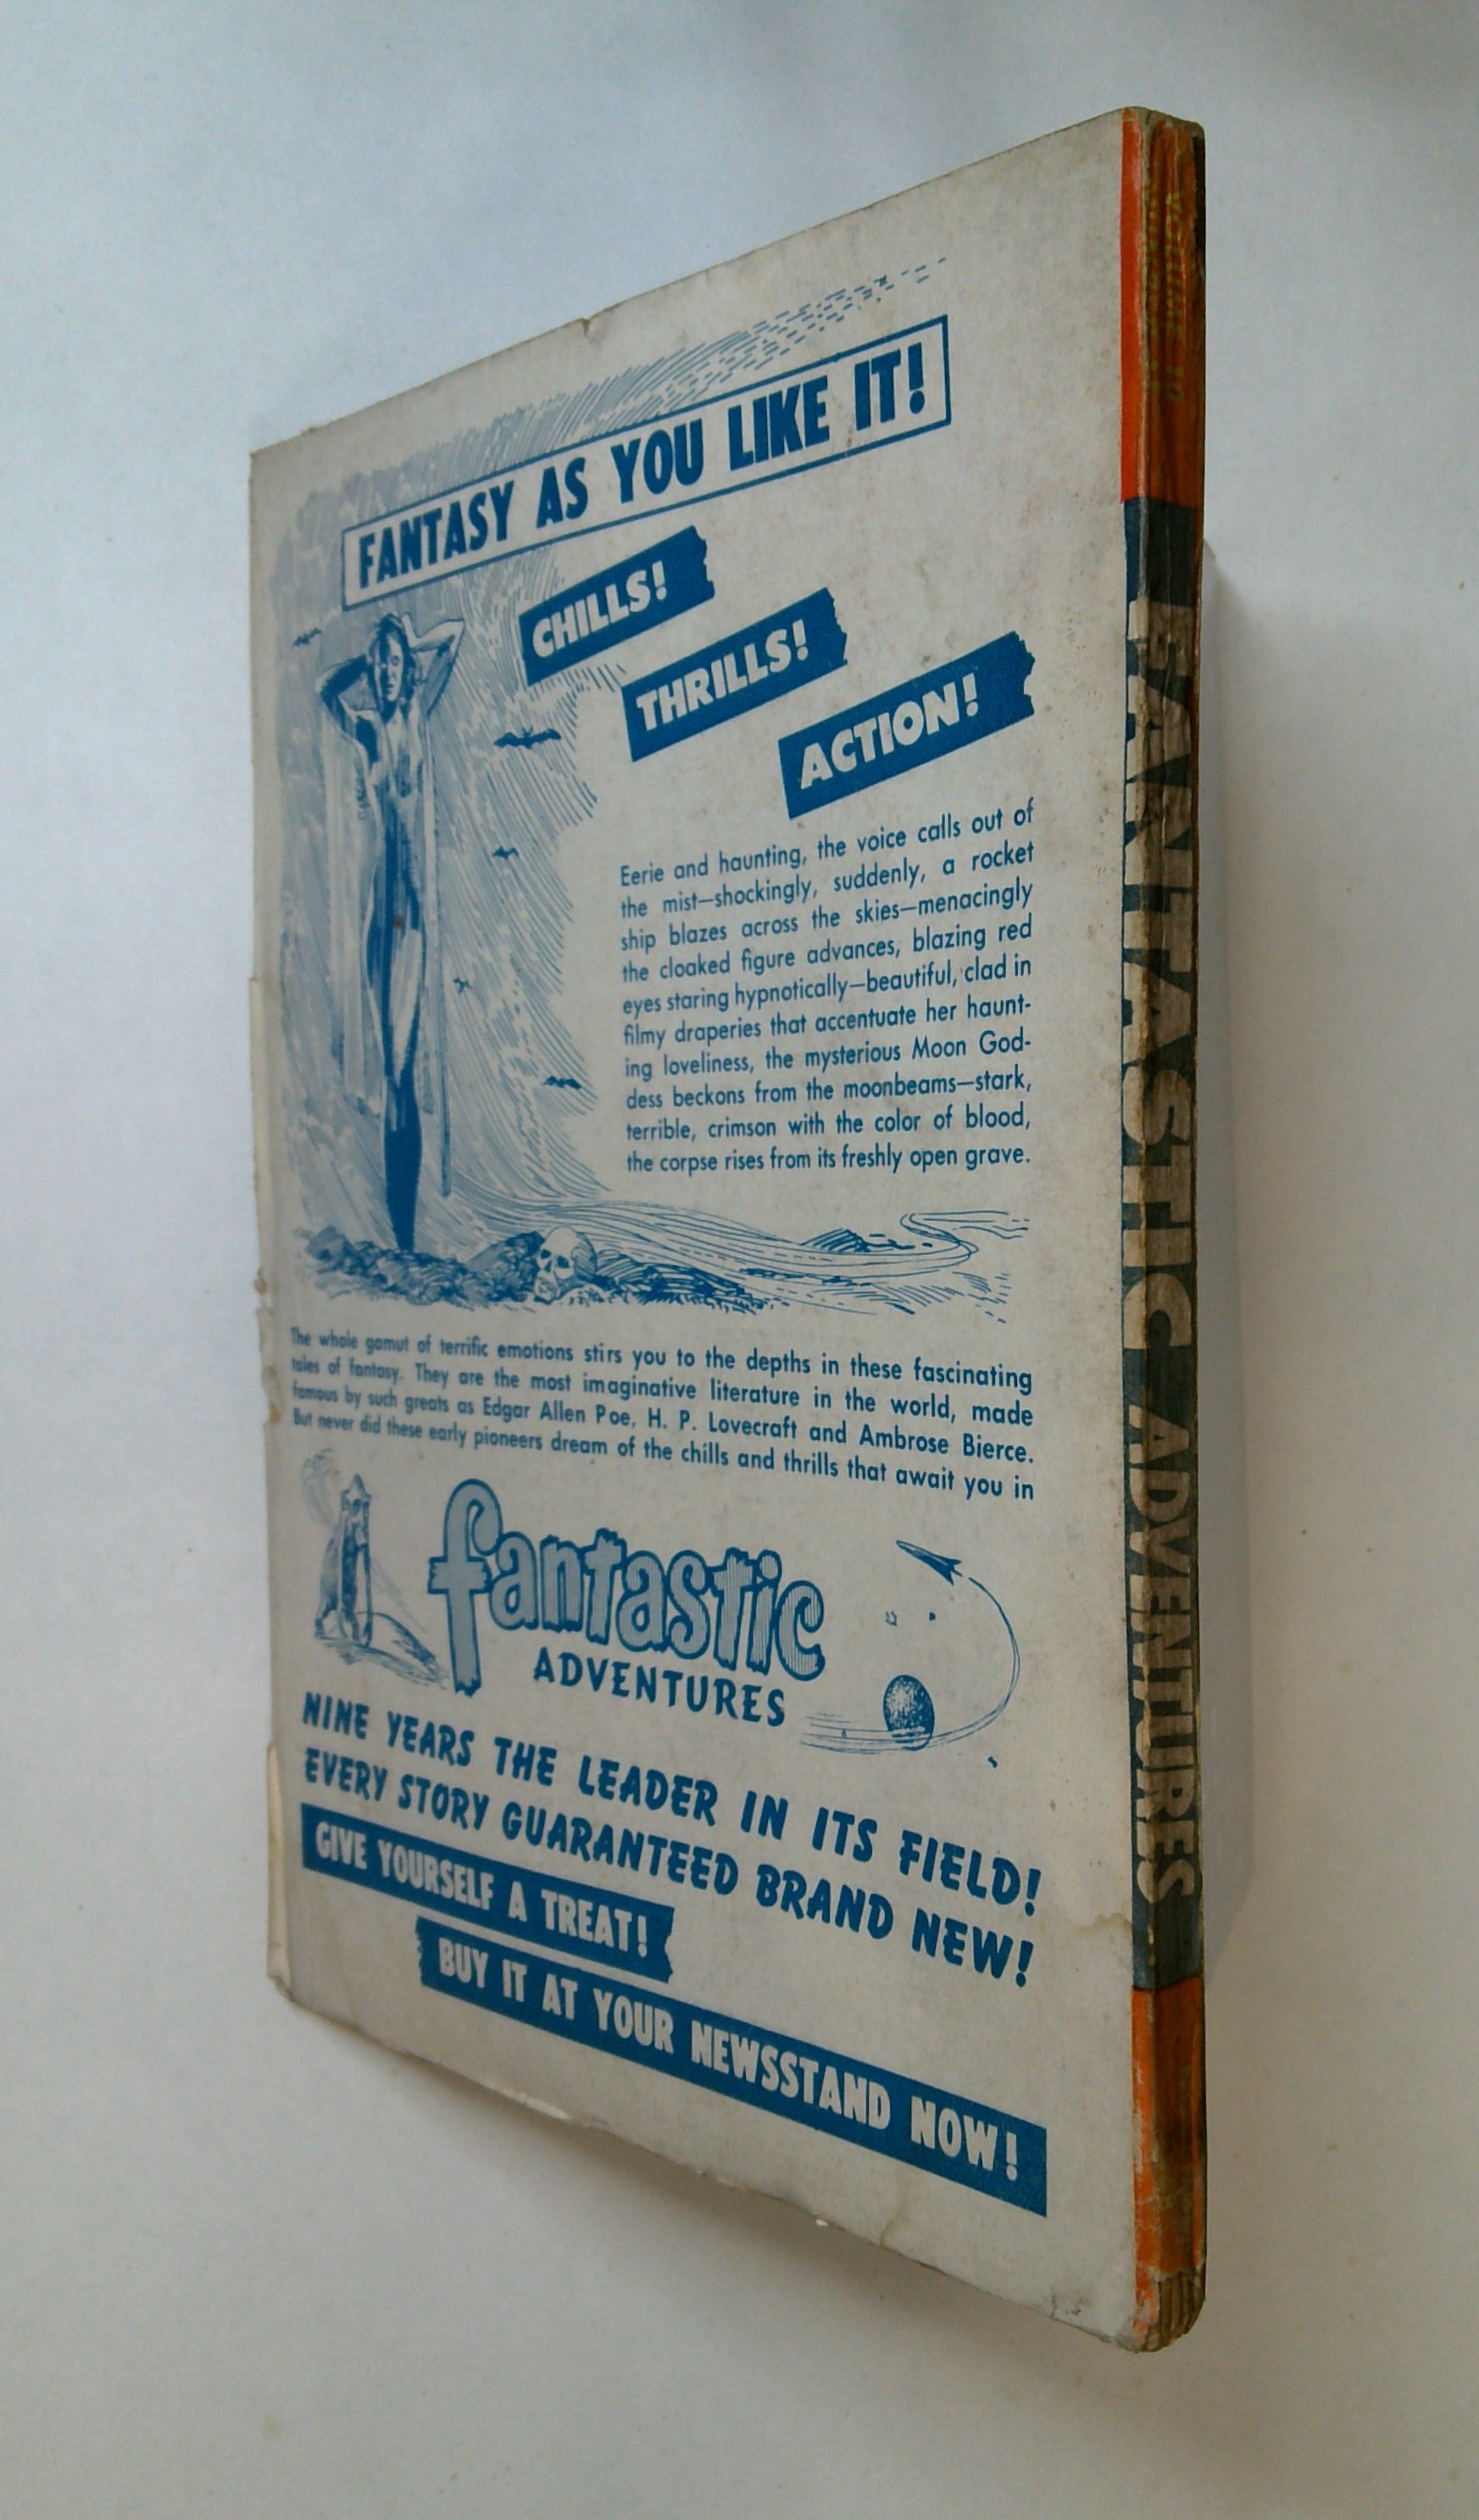 FANTASY AS YOU LIKE IT!
CHILLS!
THRILLS!
ACTION!
Eerie and haunting, the voice calls out of
the mist—shockingly, suddenly, a rocket
ship blazes across the skies—menacingly
the cloaked figure advances, blazing red
eyes staring hypnotically—beautiful, clad in
filmy draperies that accentuate her haunt-
ing loveliness, the mysterious Moon God-
dess beckons from the moonbeams—stark,
terrible, crimson with the color of blood,
the corpse rises from its freshly open grave.
The whole gamut of terrific emotions stirs you to the depths in these fascinating
tales of fantasy. They are the most imaginative literature in the world, made
famous by such greats as Edgar Allen Poe, H. P. Lovecraft and Ambrose Bierce.
But never did these early pioneers dream of the chills and thrills that await you in
fantastic
ADVENTURES
NINE YEARS THE LEADER IN ITS FIELD!
EVERY STORY GUARANTEED BRAND NEW!
GIVE YOURSELF A TREAT!
BUY IT AT YOUR NEWSSTAND NOW!
FANTASTIC ADVENTURES